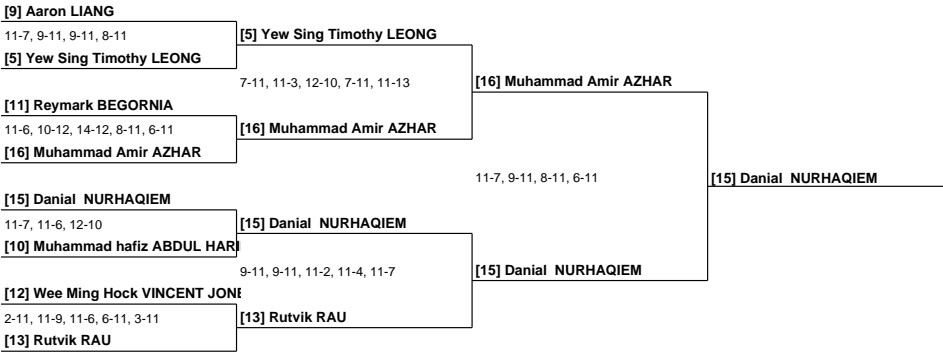 [9] Aaron LIANG
11-7, 9-11, 9-11, 8-11
[5] Yew Sing Timothy LEONG
[5] Yew Sing Timothy LEONG
7-11, 11-3, 12-10, 7-11, 11-13
[11] Reymark BEGORNIA
11-6, 10-12, 14-12, 8-11, 6-11
[16] Muhammad Amir AZHAR
[16] Muhammad Amir AZHAR
[16] Muhammad Amir AZHAR
11-7, 9-11, 8-11, 6-11
[15] Danial NURHAQIEM
[15] Danial NURHAQIEM
11-7, 11-6, 12-10
[10] Muhammad hafiz ABDUL HARI
[15] Danial NURHAQIEM
9-11, 9-11, 11-2, 11-4, 11-7
[15] Danial NURHAQIEM
[12] Wee Ming Hock VINCENT JONE
2-11, 11-9, 11-6, 6-11, 3-11
[13] Rutvik RAU
[13] Rutvik RAU